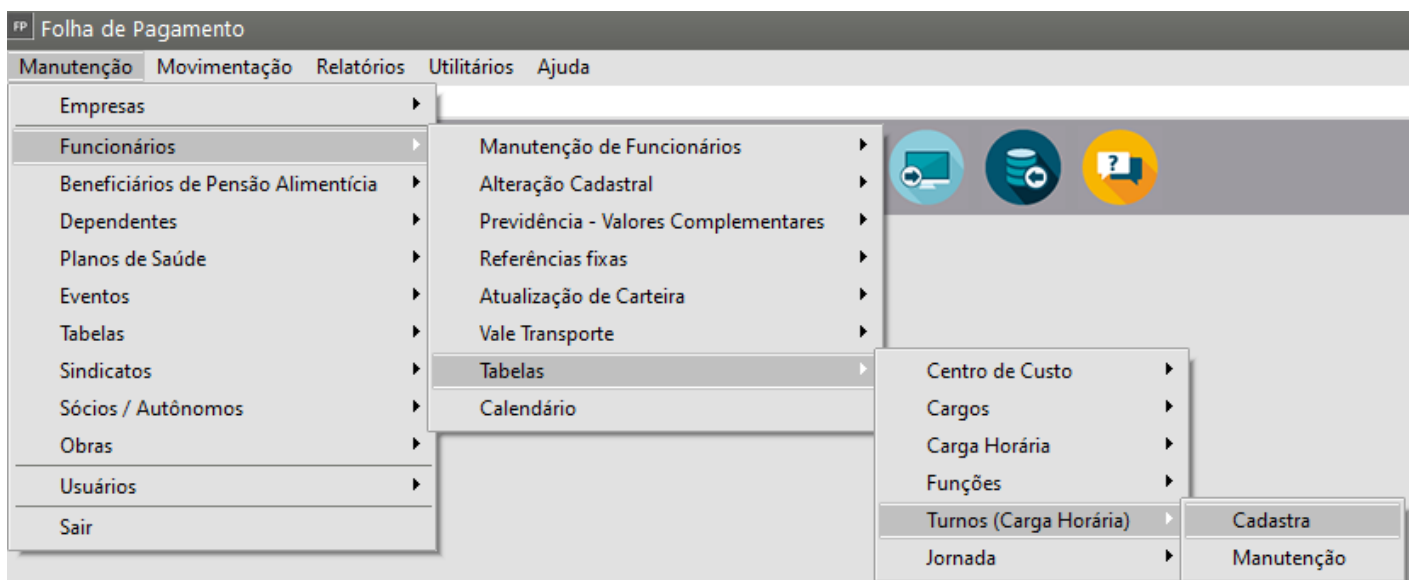 FP Folha de Pagamento
Manutenção Movimentação Relatórios Utilitários Ajuda
Empresas
Funcionários
Beneficiários de Pensão Alimentícia
Dependentes
Planos de Saúde
Eventos
Tabelas
Sindicatos
Sócios / Autônomos
Obras
Usuários
Sair
Manutenção de Funcionários
Alteração Cadastral
Previdência - Valores Complementares
Referências fixas
Atualização de Carteira
Vale Transporte
Tabelas
Calendário
?
Centro de Custo
Cargos
Carga Horária
Funções
Turnos (Carga Horária)
Jornada
Cadastra
Manutenção